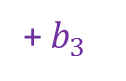 + b₃